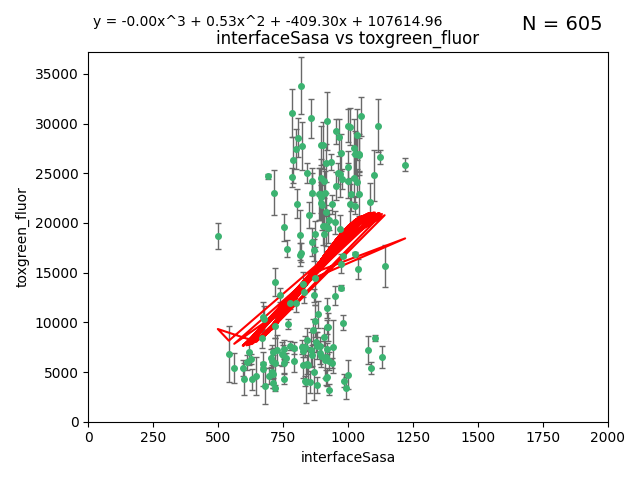 y = -0.00x^3 + 0.53x^2 + -409.30x + 107614.96
N = 605
interfaceSasa vs toxgreen_fluor
35000
30000
25000
20000
15000
10000
5000
0
toxgreen_fluor
0 250 500 750 1000 1250 1500 1750 2000
interfaceSasa